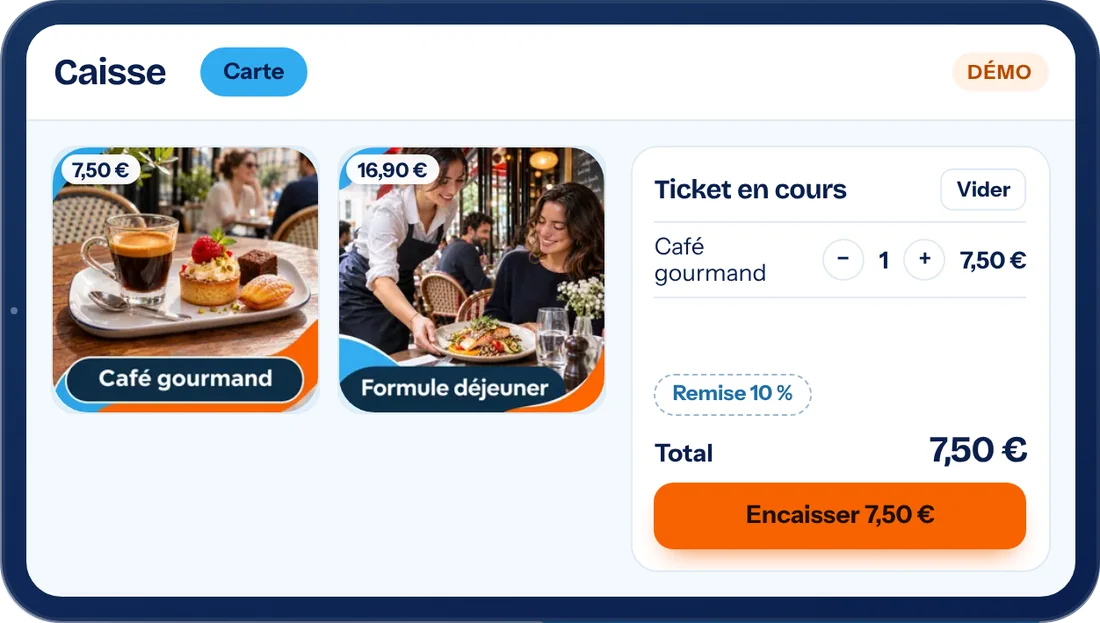 Caisse
Carte
DÉMO
7,50 €
Café gourmand
16,90 €
Formule déjeuner
Ticket en cours
Vider
Café
gourmand
− 1 + 7,50 €
Remise 10 %
Total 7,50 €
Encaisser 7,50 €